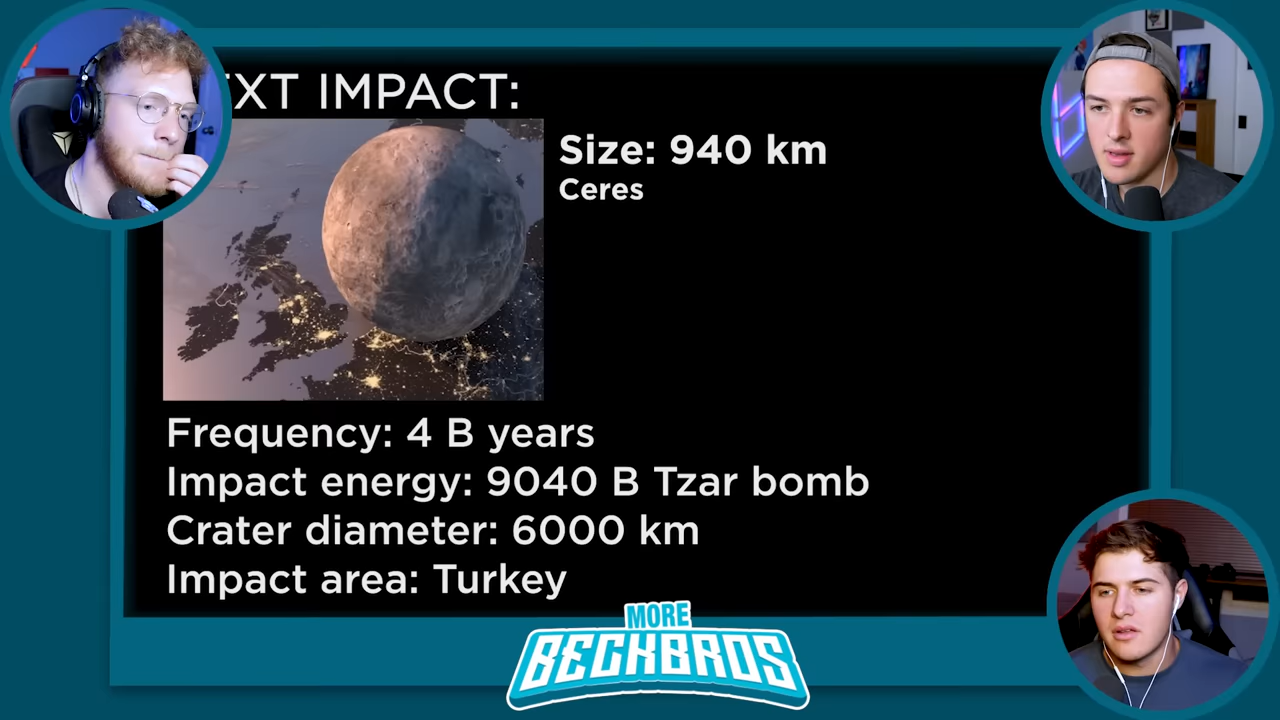 EXT IMPACT:
Size: 940 km
Ceres
Frequency: 4 B years
Impact energy: 9040 B Tzar bomb
Crater diameter: 6000 km
Impact area: Turkey
MORE
BECKBROS